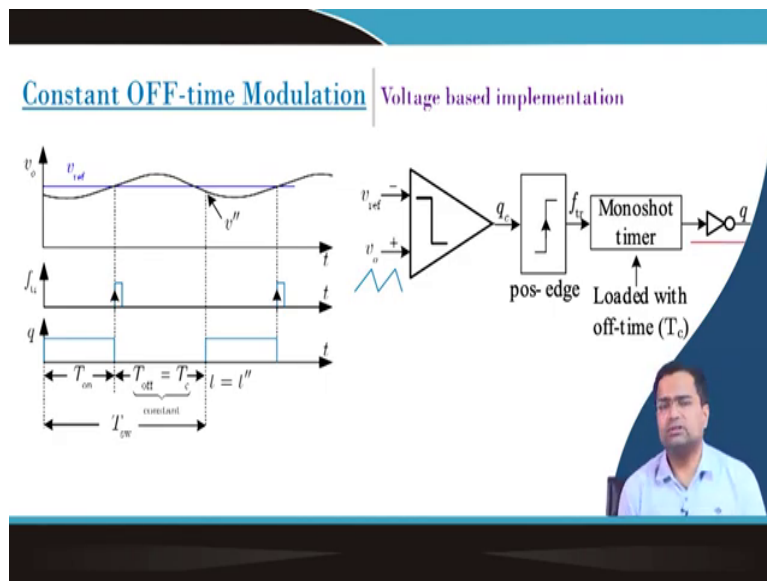 Constant OFF-time Modulation Voltage based implementation
v_o
v_ref
v″
t
t
q
t
T_on
T_off = T_c
t = t″
constant
T_sw
v_ref
−
v_o
+
q_c
pos- edge
f_tr
Monoshot
timer
q
Loaded with
off-time (T_c)